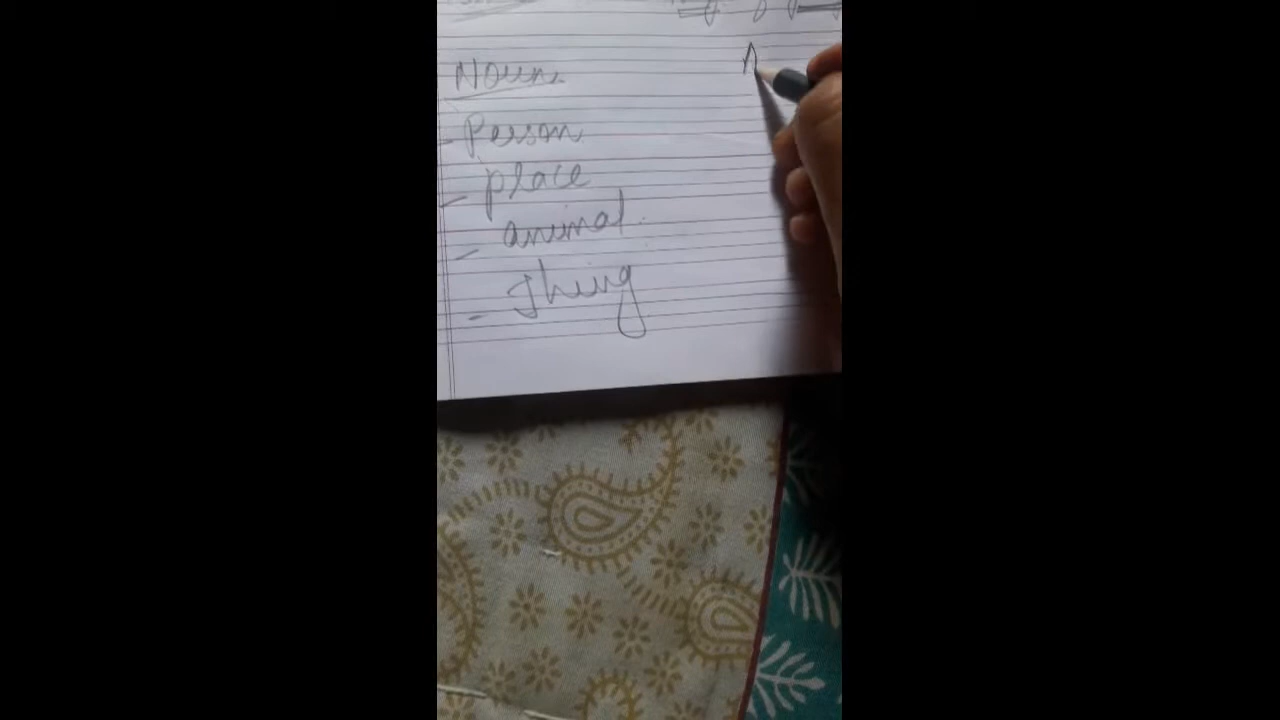 Noun
- Person
- place
- animal.
- Thing